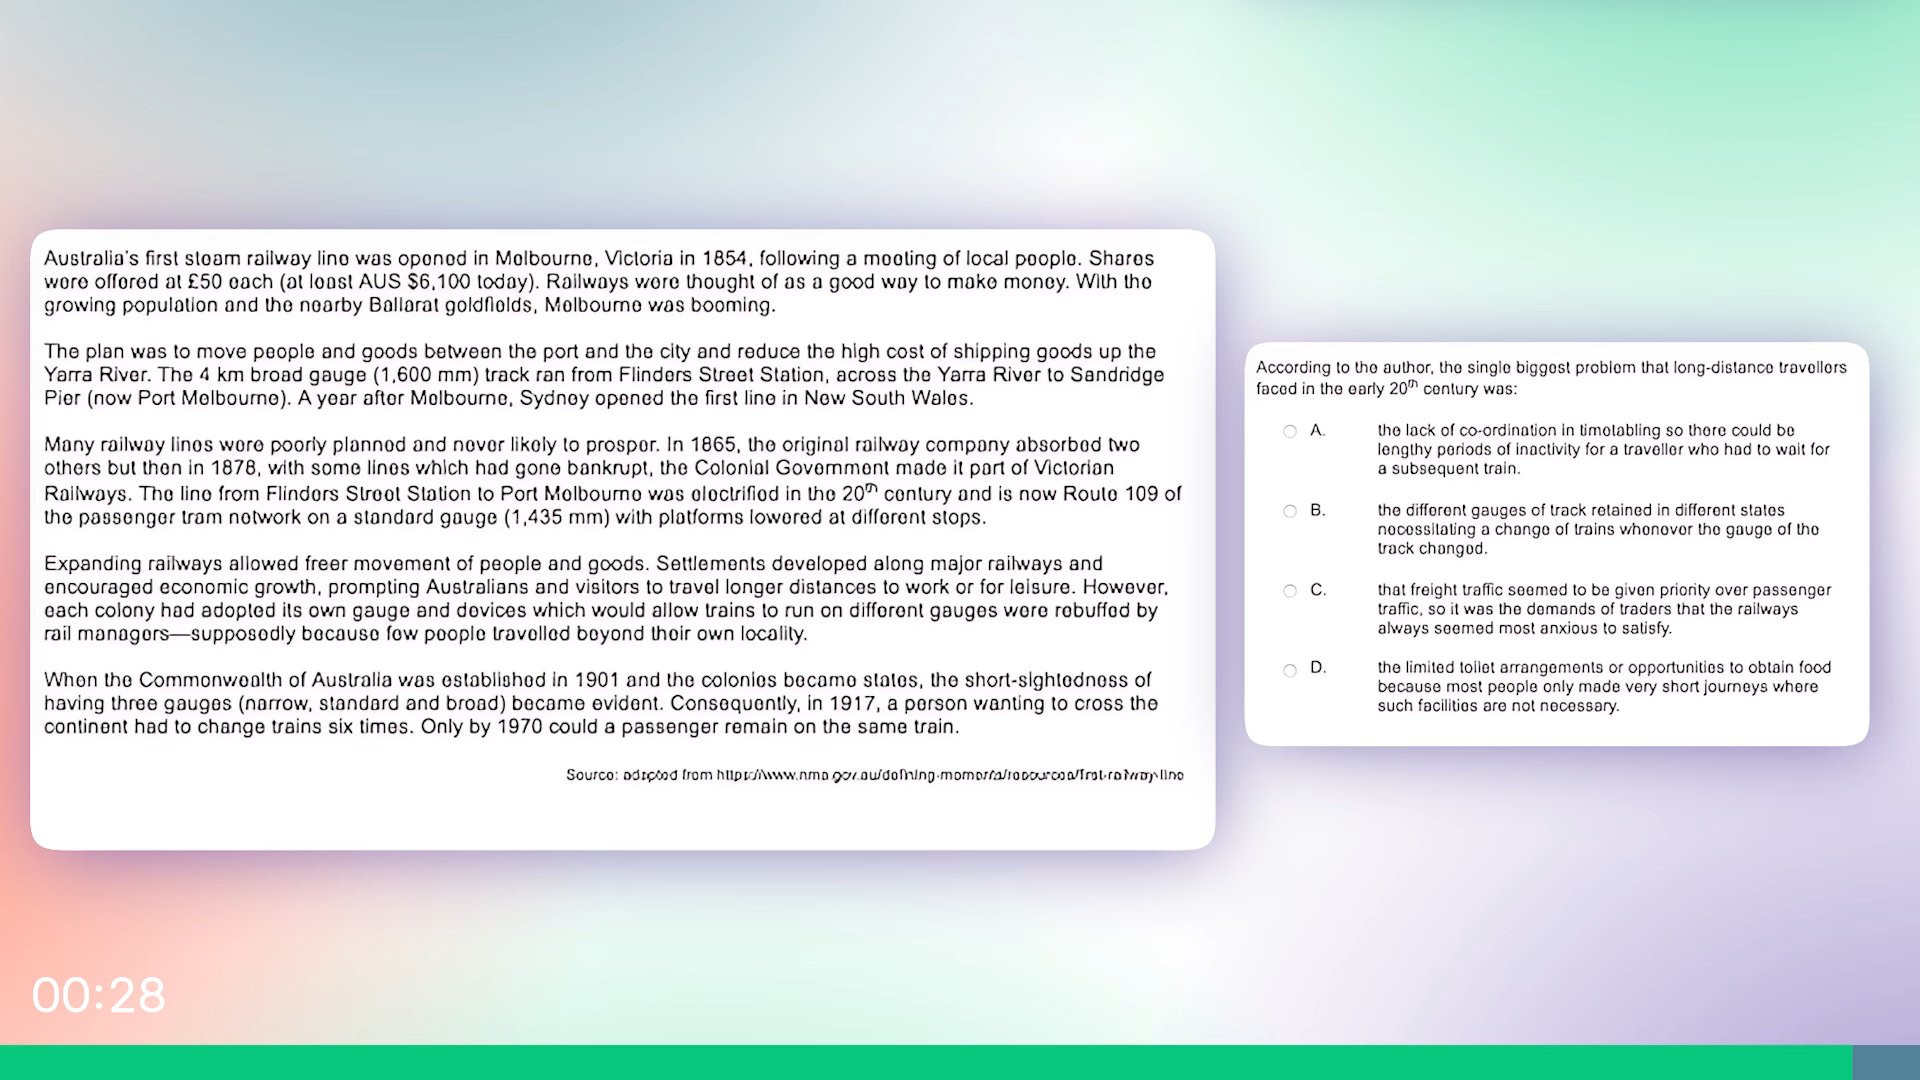 Australia's first steam railway line was opened in Melbourne, Victoria in 1854, following a meeting of local people. Shares
were offered at £50 each (at least AUS $6,100 today). Railways were thought of as a good way to make money. With the
growing population and the nearby Ballarat goldfields, Melbourne was booming.
The plan was to move people and goods between the port and the city and reduce the high cost of shipping goods up the
Yarra River. The 4 km broad gauge (1,600 mm) track ran from Flinders Street Station, across the Yarra River to Sandridge
Pier (now Port Melbourne). A year after Melbourne, Sydney opened the first line in New South Wales.
Many railway lines were poorly planned and never likely to prosper. In 1865, the original railway company absorbed two
others but then in 1878, with some lines which had gone bankrupt, the Colonial Government made it part of Victorian
Railways. The line from Flinders Street Station to Port Melbourne was electrified in the 20th century and is now Route 109 of
the passenger tram network on a standard gauge (1,435 mm) with platforms lowered at different stops.
Expanding railways allowed freer movement of people and goods. Settlements developed along major railways and
encouraged economic growth, prompting Australians and visitors to travel longer distances to work or for leisure. However,
each colony had adopted its own gauge and devices which would allow trains to run on different gauges were rebuffed by
rail managers—supposedly because few people travelled beyond their own locality.
When the Commonwealth of Australia was established in 1901 and the colonies became states, the short-sightedness of
having three gauges (narrow, standard and broad) became evident. Consequently, in 1917, a person wanting to cross the
continent had to change trains six times. Only by 1970 could a passenger remain on the same train.
Source: adapted from https://www.nma.gov.au/defining-moments/resources/first-railway-line
According to the author, the single biggest problem that long-distance travellers
faced in the early 20th century was:
A. the lack of co-ordination in timetabling so there could be
lengthy periods of inactivity for a traveller who had to wait for
a subsequent train.
B. the different gauges of track retained in different states
necessitating a change of trains whenever the gauge of the
track changed.
C. that freight traffic seemed to be given priority over passenger
traffic, so it was the demands of traders that the railways
always seemed most anxious to satisfy.
D. the limited toilet arrangements or opportunities to obtain food
because most people only made very short journeys where
such facilities are not necessary.
00:28